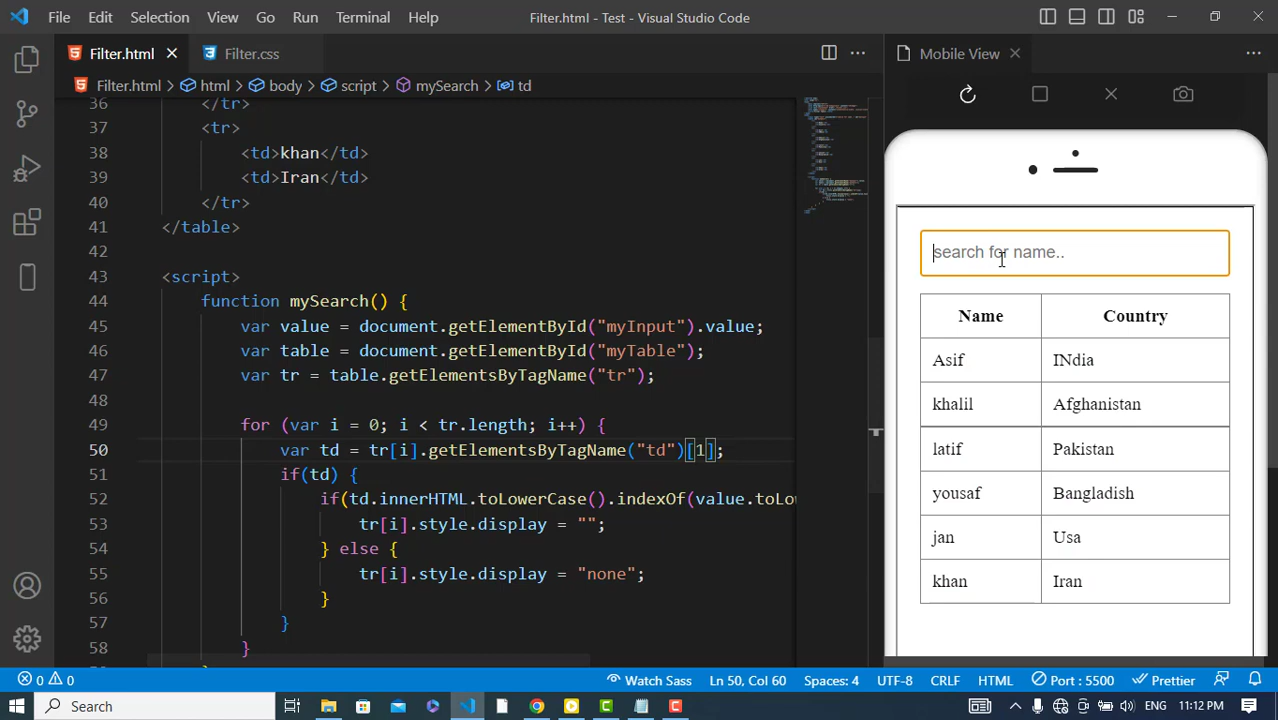 File Edit Selection View Go Run Terminal Help Filter.html - Test - Visual Studio Code
Filter.html Filter.css Mobile View
Filter.html > html > body > script > mySearch > td
36 </tr>
37 <tr>
38 <td>khan</td>
39 <td>Iran</td>
40 </tr>
41 </table>
42
43 <script>
44 function mySearch() {
45 var value = document.getElementById("myInput").value;
46 var table = document.getElementById("myTable");
47 var tr = table.getElementsByTagName("tr");
48
49 for (var i = 0; i < tr.length; i++) {
50 var td = tr[i].getElementsByTagName("td")[1];
51 if(td) {
52 if(td.innerHTML.toLowerCase().indexOf(value.toLo
53 tr[i].style.display = "";
54 } else {
55 tr[i].style.display = "none";
56 }
57 }
58 }
search for name..
Name Country
Asif INdia
khalil Afghanistan
latif Pakistan
yousaf Bangladish
jan Usa
khan Iran
0 0 Watch Sass Ln 50, Col 60 Spaces: 4 UTF-8 CRLF HTML Port : 5500 Prettier
Search ENG 11:12 PM